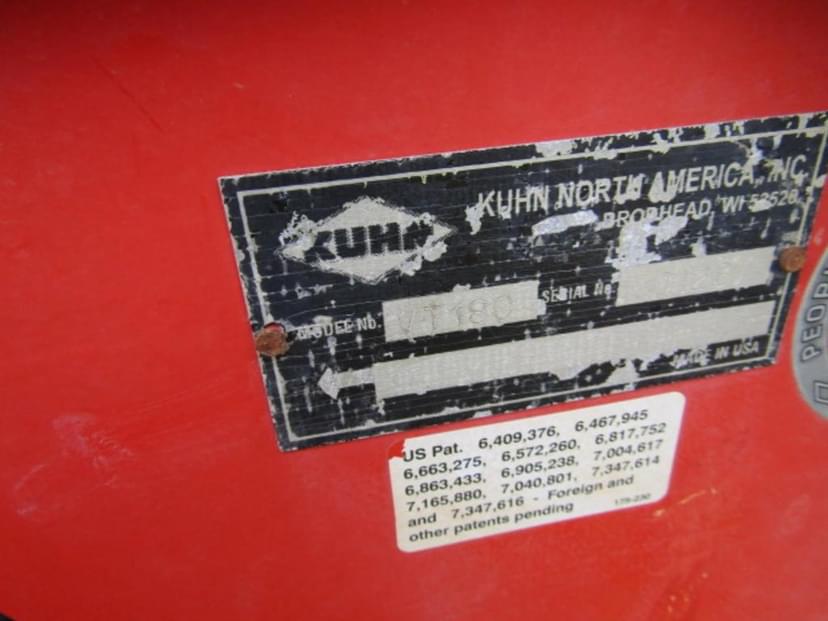 KUHN
KUHN NORTH AMERICA, INC.
BRODHEAD, WI 53520
MODEL No. VT180
SERIAL No.
MADE IN USA
US Pat. 6,409,376, 6,467,945
6,663,275, 6,572,260, 6,817,752
6,863,433, 6,905,238, 7,004,617
7,165,880, 7,040,801, 7,347,614
and 7,347,616 - Foreign and
other patents pending